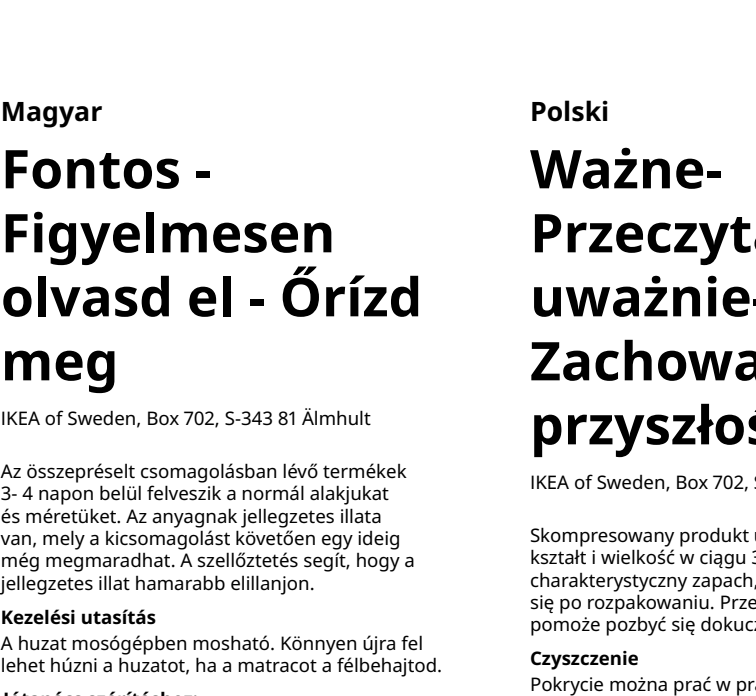 Magyar
Fontos -
Figyelmesen
olvasd el - Őrízd
meg
IKEA of Sweden, Box 702, S-343 81 Älmhult
Az összepréselt csomagolásban lévő termékek
3- 4 napon belül felveszik a normál alakjukat
és méretüket. Az anyagnak jellegzetes illata
van, mely a kicsomagolást követően egy ideig
még megmaradhat. A szellőztetés segít, hogy a
jellegzetes illat hamarabb elillanjon.
Kezelési utasítás
A huzat mosógépben mosható. Könnyen újra fel
lehet húzni a huzatot, ha a matracot a félbehajtod.
Polski
Ważne-
uważnie-
IKEA of Sweden, Box 702,
Skompresowany produkt
kształt i wielkość w ciągu
charakterystyczny zapach,
się po rozpakowaniu.
pomoże pozbyć się
Czyszczenie
Pokrycie można prać w